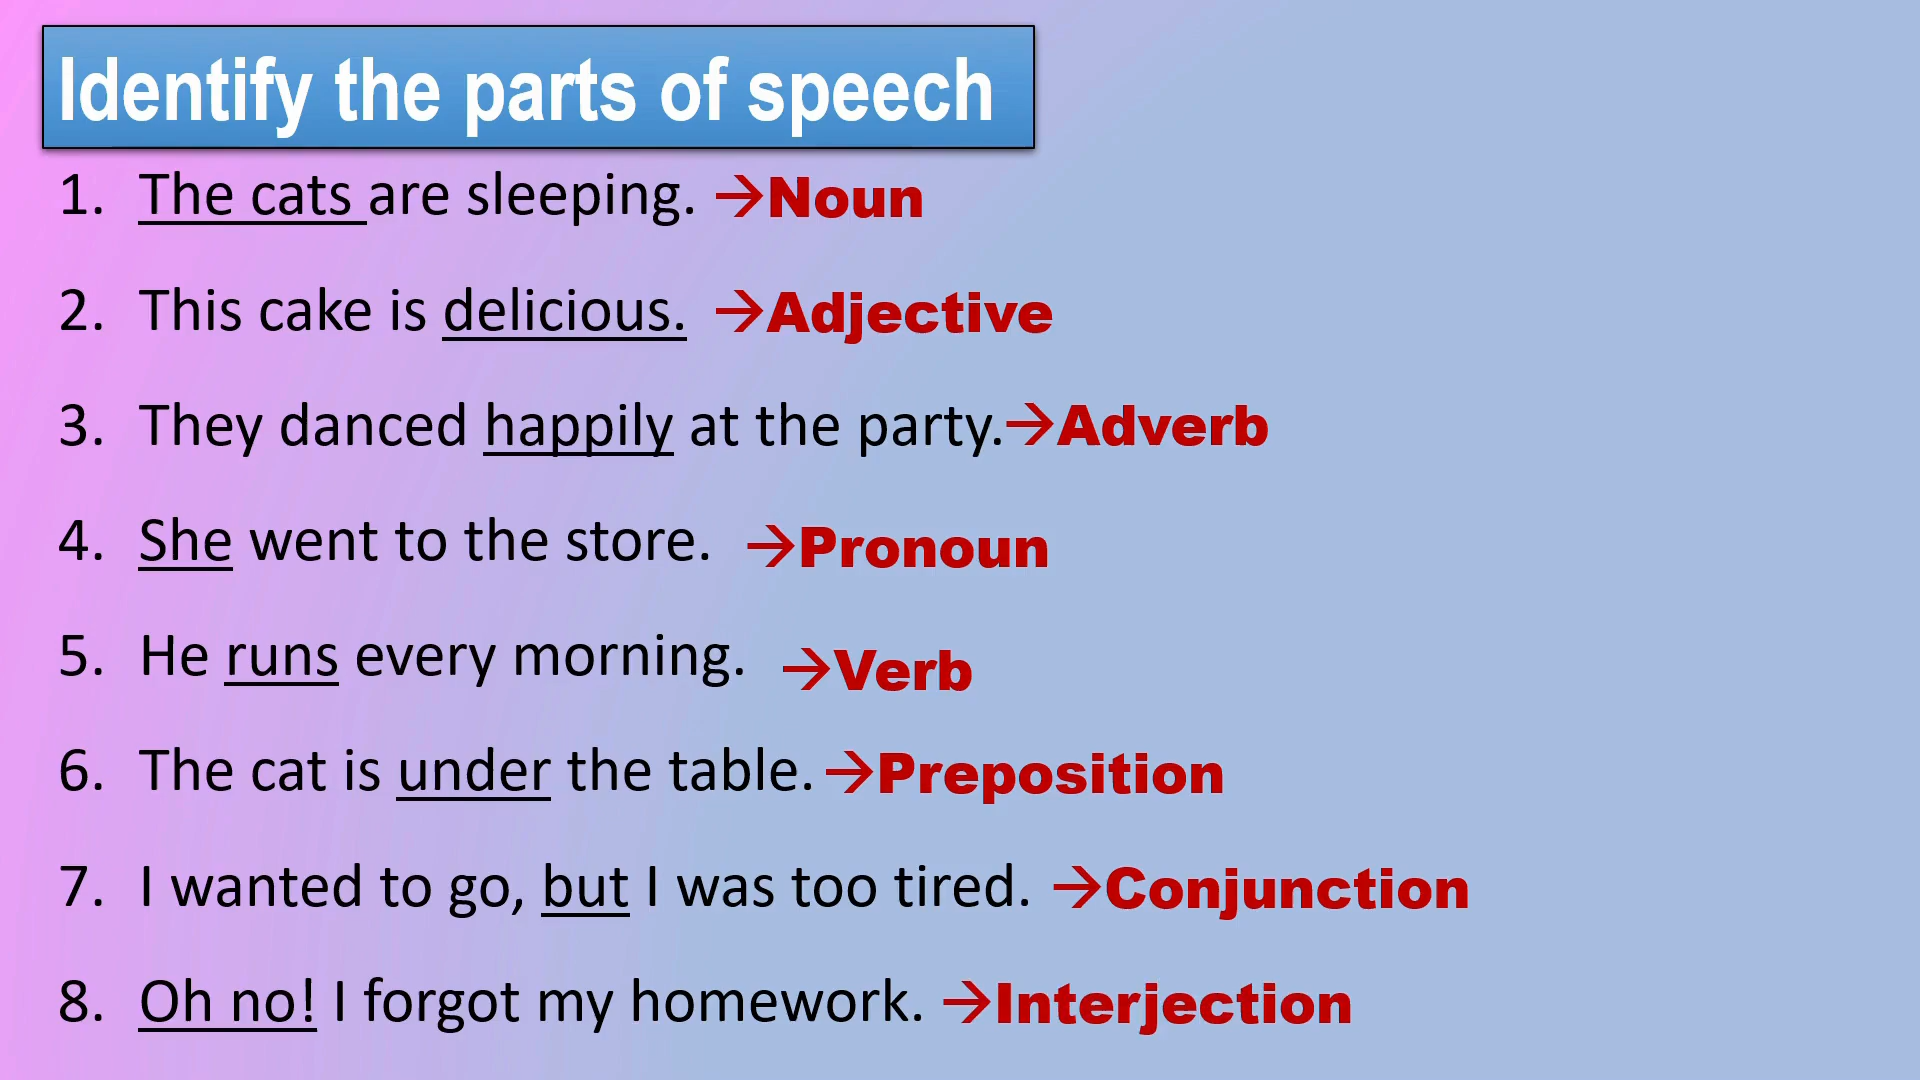 Identify the parts of speech
1. The cats are sleeping. →Noun
2. This cake is delicious. →Adjective
3. They danced happily at the party.→Adverb
4. She went to the store. →Pronoun
5. He runs every morning. →Verb
6. The cat is under the table. →Preposition
7. I wanted to go, but I was too tired. →Conjunction
8. Oh no! I forgot my homework. →Interjection